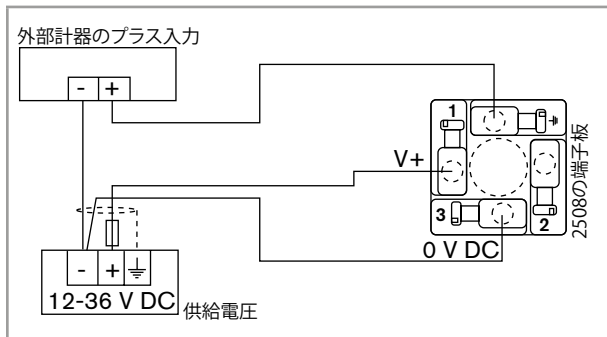 外部計器のプラス入力
- +
1
V+
2508の端子板
3
2
0 V DC
- +
12-36 V DC
供給電圧